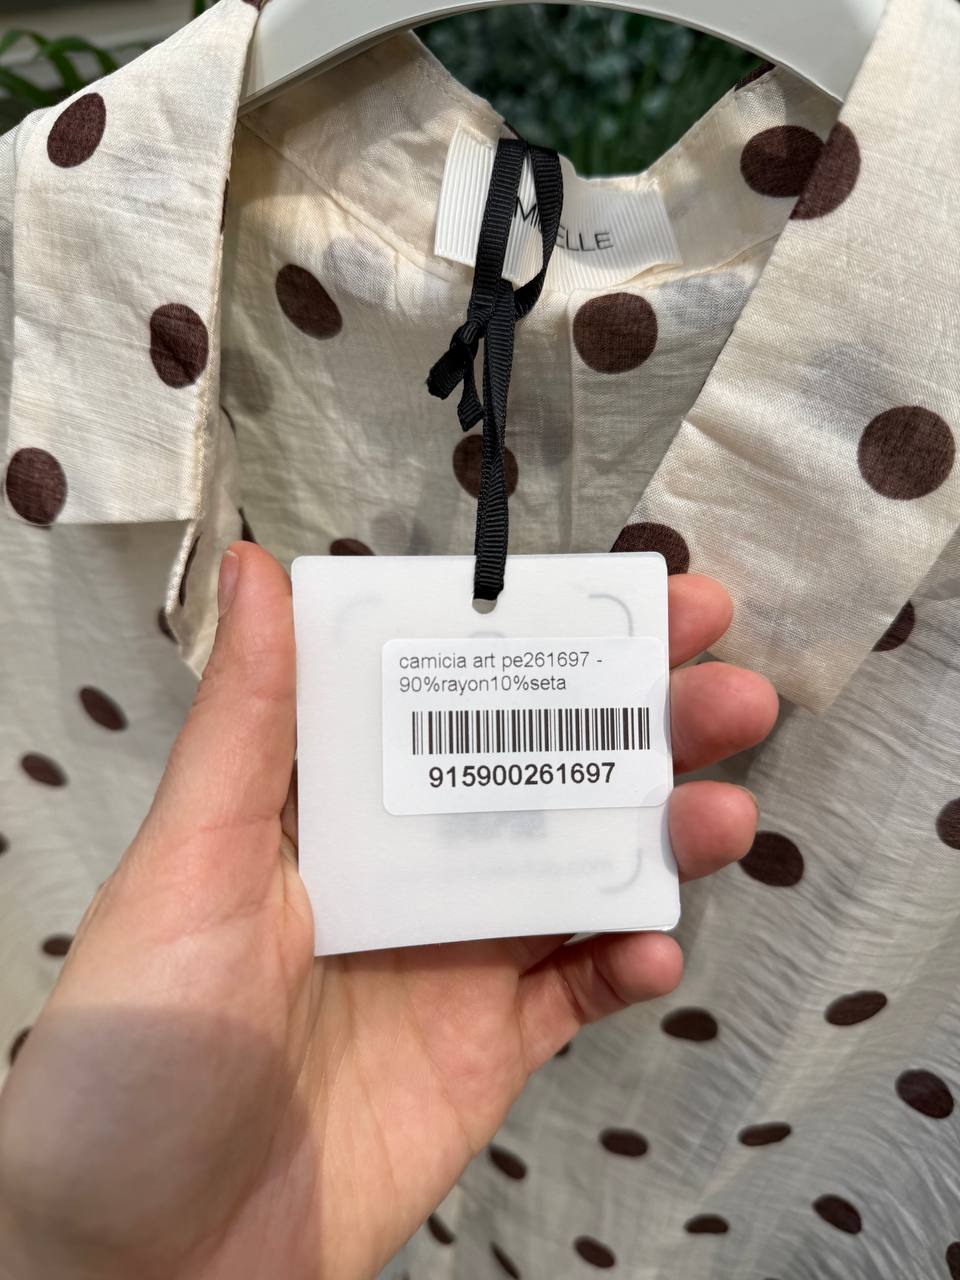 camicia art pe261697 -
90%rayon10%seta
915900261697